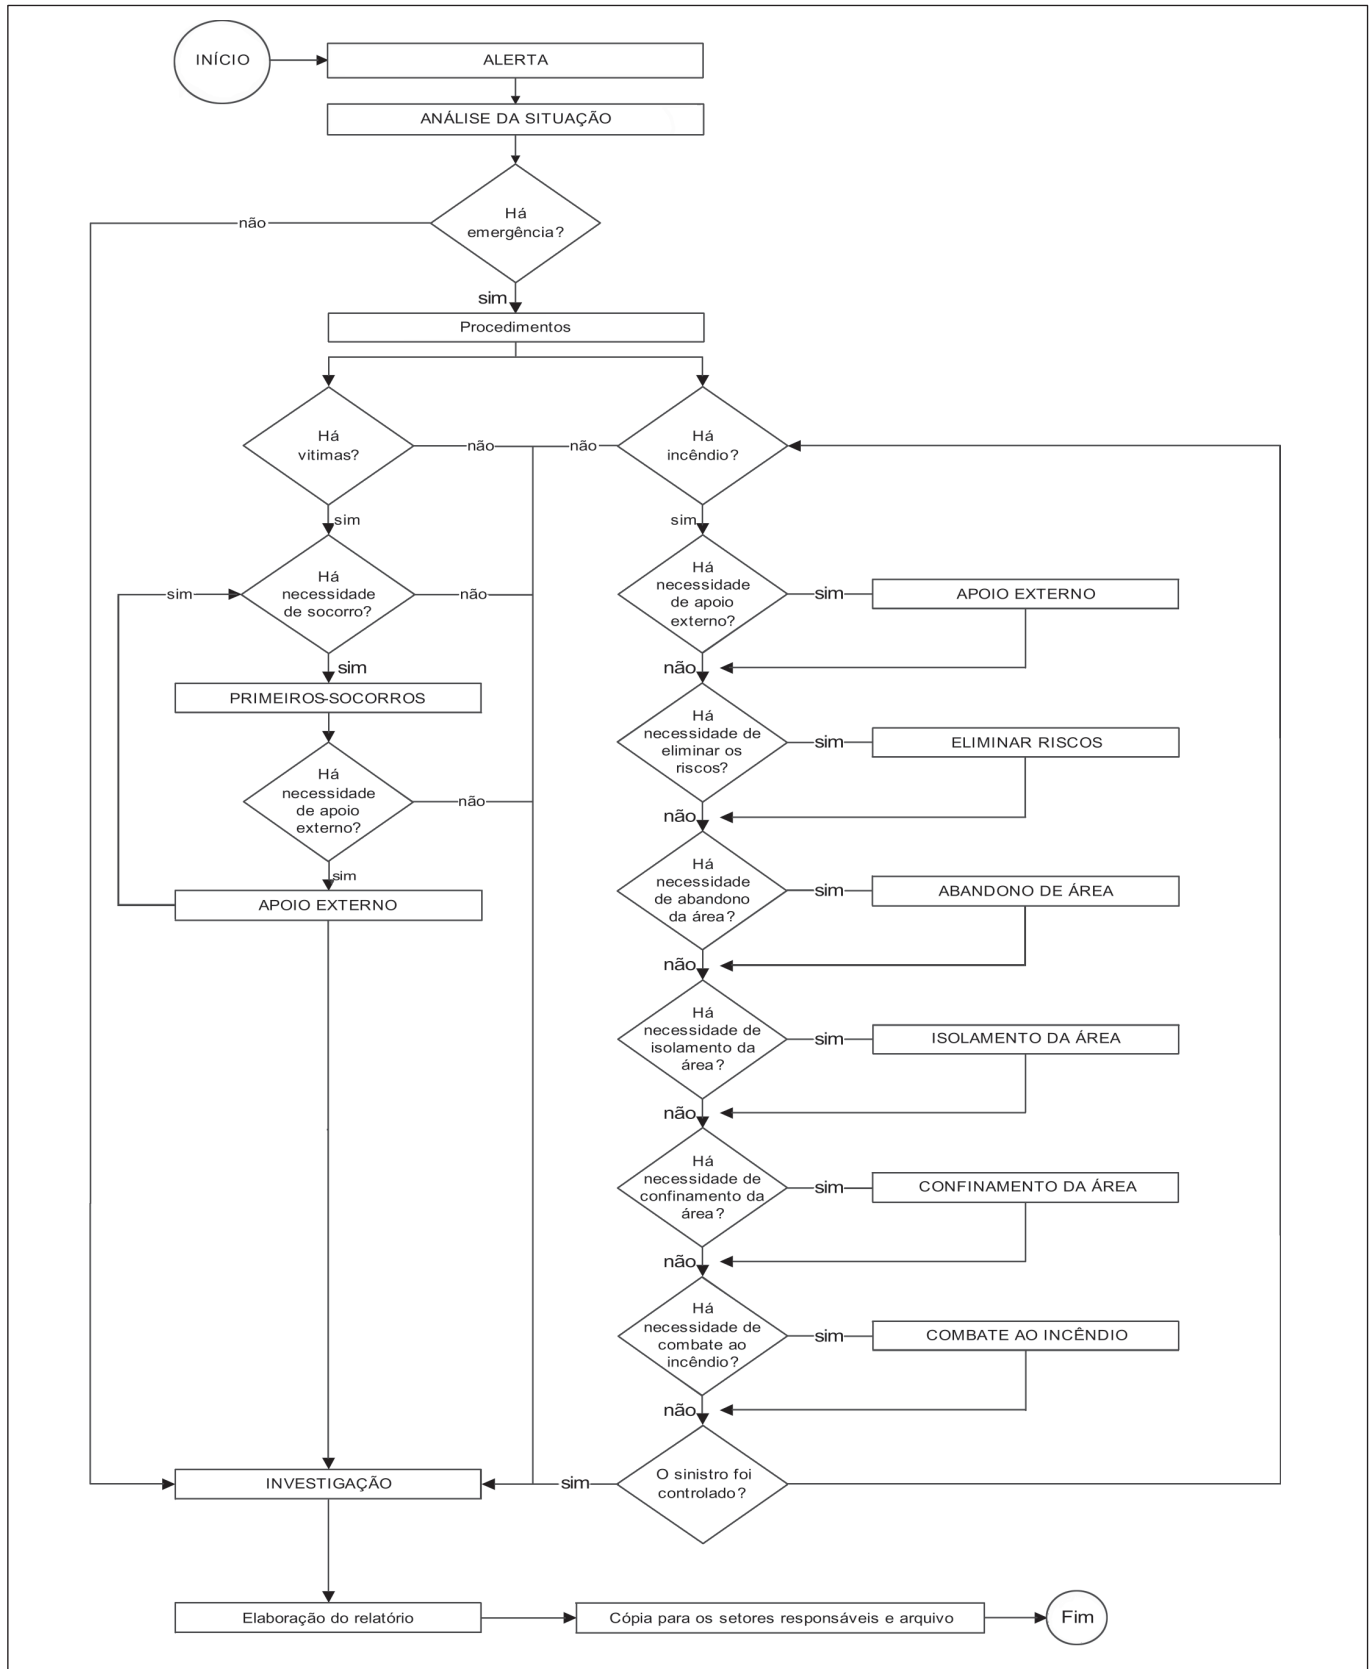 INÍCIO
ALERTA
ANÁLISE DA SITUAÇÃO
Há
emergência?
não
sim
Procedimentos
Há
vitimas?
não
não
Há
incêndio?
sim
sim
Há
necessidade
de socorro?
sim
não
Há
necessidade
de apoio
externo?
sim
APOIO EXTERNO
sim
não
PRIMEIROS-SOCORROS
Há
necessidade de
eliminar os
riscos?
sim
ELIMINAR RISCOS
Há
necessidade
de apoio
externo?
não
não
sim
Há
necessidade
de abandono
da área?
sim
ABANDONO DE ÁREA
APOIO EXTERNO
não
Há
necessidade de
isolamento da
área?
sim
ISOLAMENTO DA ÁREA
não
Há
necessidade de
confinamento da
área?
sim
CONFINAMENTO DA ÁREA
não
Há
necessidade de
combate ao
incêndio?
sim
COMBATE AO INCÊNDIO
não
O sinistro foi
controlado?
sim
INVESTIGAÇÃO
Elaboração do relatório
Cópia para os setores responsáveis e arquivo
Fim